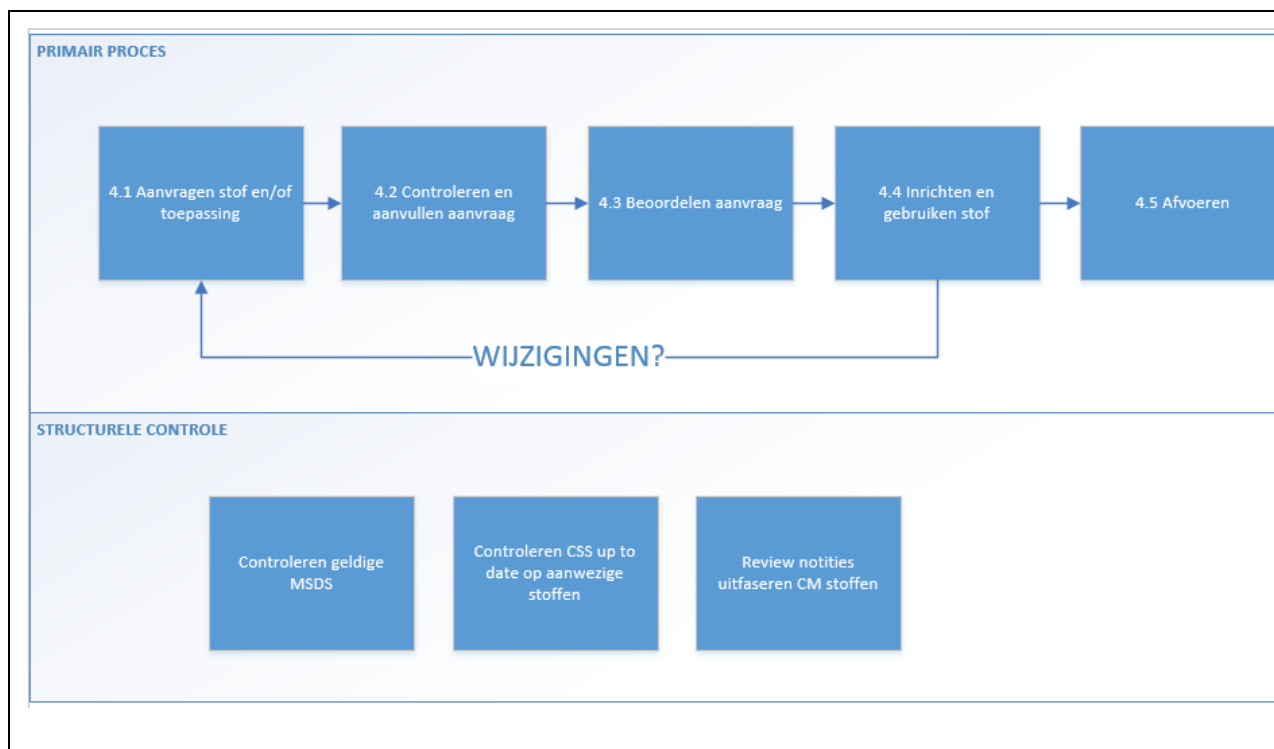 PRIMAIR PROCES
4.1 Aanvragen stof en/of
toepassing
4.2 Controleren en
aanvullen aanvraag
4.3 Beoordelen aanvraag
4.4 Inrichten en
gebruiken stof
4.5 Afvoeren
WIJZIGINGEN?
STRUCTURELE CONTROLE
Controleren geldige
MSDS
Controleren CSS up to
date op aanwezige
stoffen
Review notities
uitfaseren CM stoffen